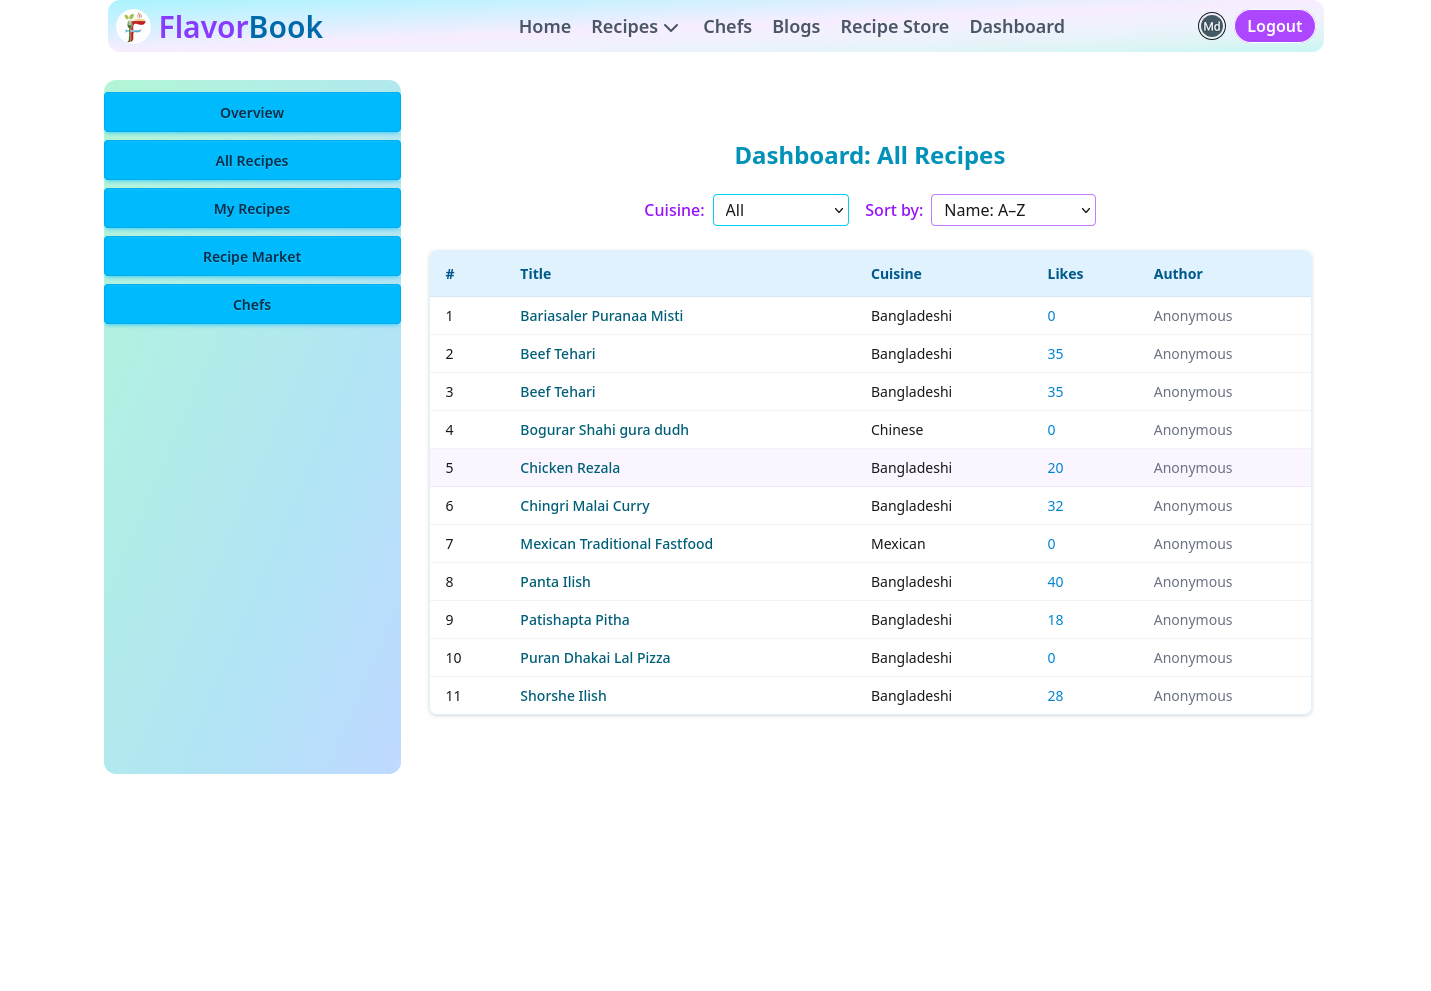 FlavorBook Home Recipes Chefs Blogs Recipe Store Dashboard Md Logout
Overview
All Recipes
My Recipes
Recipe Market
Chefs
Dashboard: All Recipes
Cuisine: All Sort by: Name: A–Z
# Title Cuisine Likes Author
1 Bariasaler Puranaa Misti Bangladeshi 0 Anonymous
2 Beef Tehari Bangladeshi 35 Anonymous
3 Beef Tehari Bangladeshi 35 Anonymous
4 Bogurar Shahi gura dudh Chinese 0 Anonymous
5 Chicken Rezala Bangladeshi 20 Anonymous
6 Chingri Malai Curry Bangladeshi 32 Anonymous
7 Mexican Traditional Fastfood Mexican 0 Anonymous
8 Panta Ilish Bangladeshi 40 Anonymous
9 Patishapta Pitha Bangladeshi 18 Anonymous
10 Puran Dhakai Lal Pizza Bangladeshi 0 Anonymous
11 Shorshe Ilish Bangladeshi 28 Anonymous